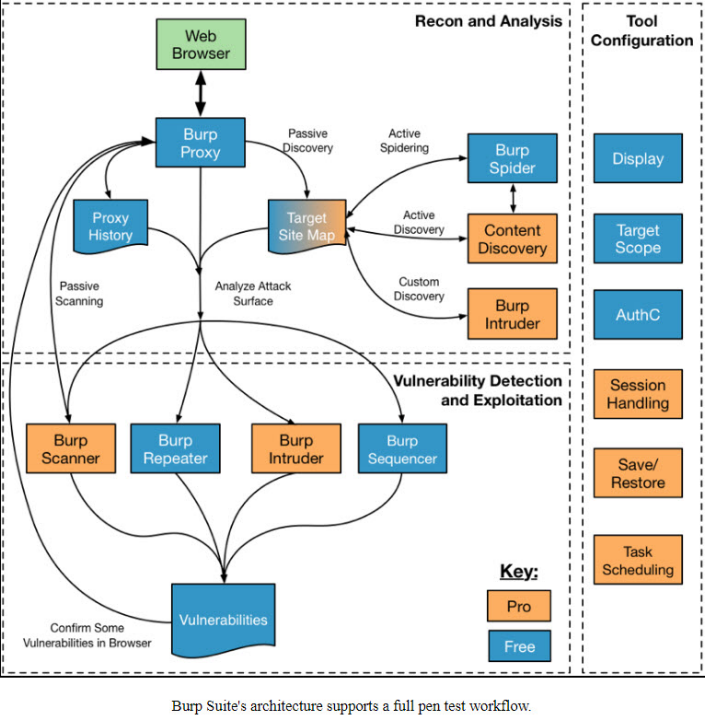 Recon and Analysis
Tool
Configuration
Web
Browser
Burp
Proxy
Passive
Discovery
Active
Spidering
Burp
Spider
Display
Proxy
History
Target
Site Map
Active
Discovery
Content
Discovery
Target
Scope
Passive
Scanning
Analyze Attack
Surface
Custom
Discovery
Burp
Intruder
AuthC
Vulnerability Detection
and Exploitation
Session
Handling
Burp
Scanner
Burp
Repeater
Burp
Intruder
Burp
Sequencer
Save/
Restore
Task
Scheduling
Key:
Pro
Free
Vulnerabilities
Confirm Some
Vulnerabilities in Browser
Burp Suite's architecture supports a full pen test workflow.